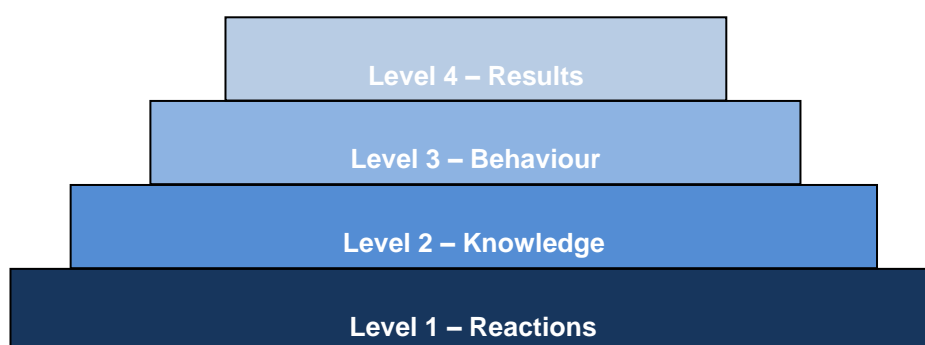 Level 4 – Results
Level 3 – Behaviour
Level 2 – Knowledge
Level 1 – Reactions